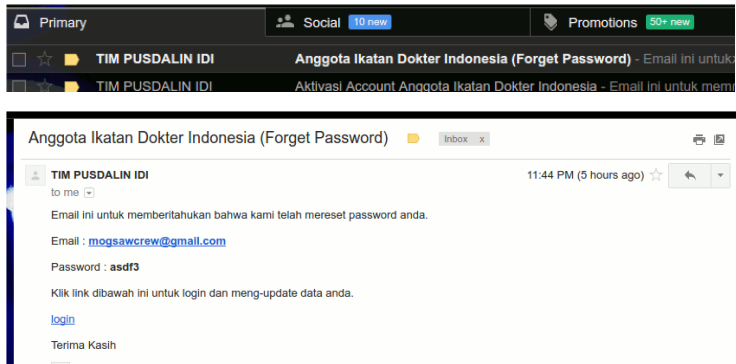 Primary
Social 10 new
Promotions 50+ new
TIM PUSDALIN IDI Anggota Ikatan Dokter Indonesia (Forget Password) - Email ini untuk
TIM PUSDALIN IDI Aktivasi Account Anggota Ikatan Dokter Indonesia - Email ini untuk mem
Anggota Ikatan Dokter Indonesia (Forget Password) Inbox x
TIM PUSDALIN IDI 11:44 PM (5 hours ago)
to me
Email ini untuk memberitahukan bahwa kami telah mereset password anda.
Email : mogsawcrew@gmail.com
Password : asdf3
Klik link dibawah ini untuk login dan meng-update data anda.
login
Terima Kasih